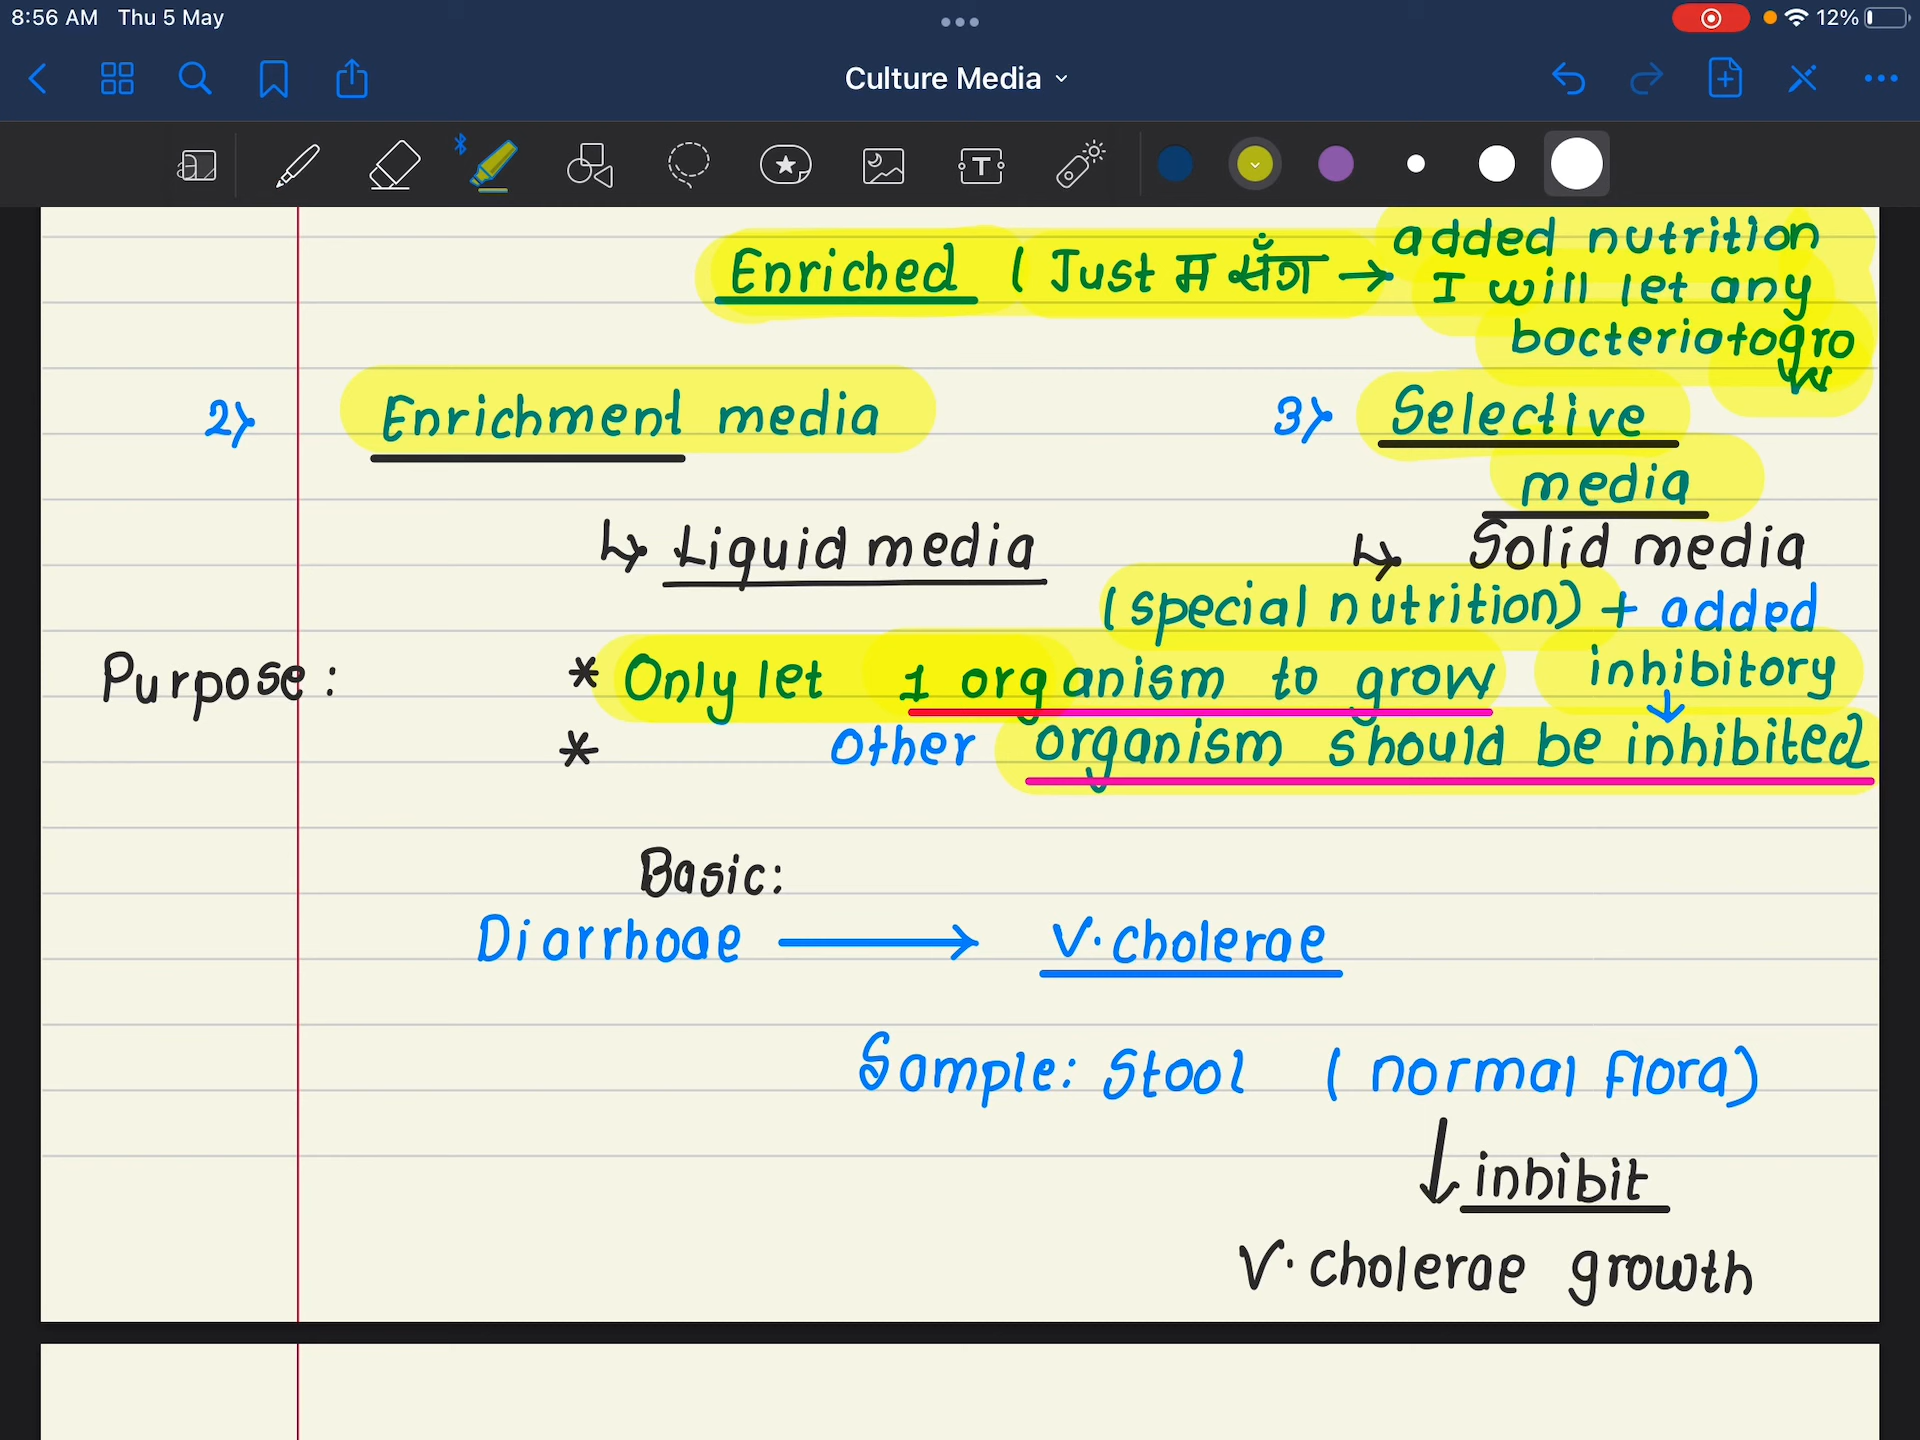 8:56 AM Thu 5 May
12%
Culture Media
Enriched ( Just म → added nutrition
I will let any
bacteria to gro
w
2) Enrichment media 3) Selective
media
↳ Liquid media ↳ Solid media
(special nutrition) + added
Purpose: * Only let 1 organism to grow inhibitory
* other organism should be inhibited
Basic:
Diarrhoae → V. cholerae
Sample: Stool ( normal flora)
↓ inhibit
V. cholerae growth